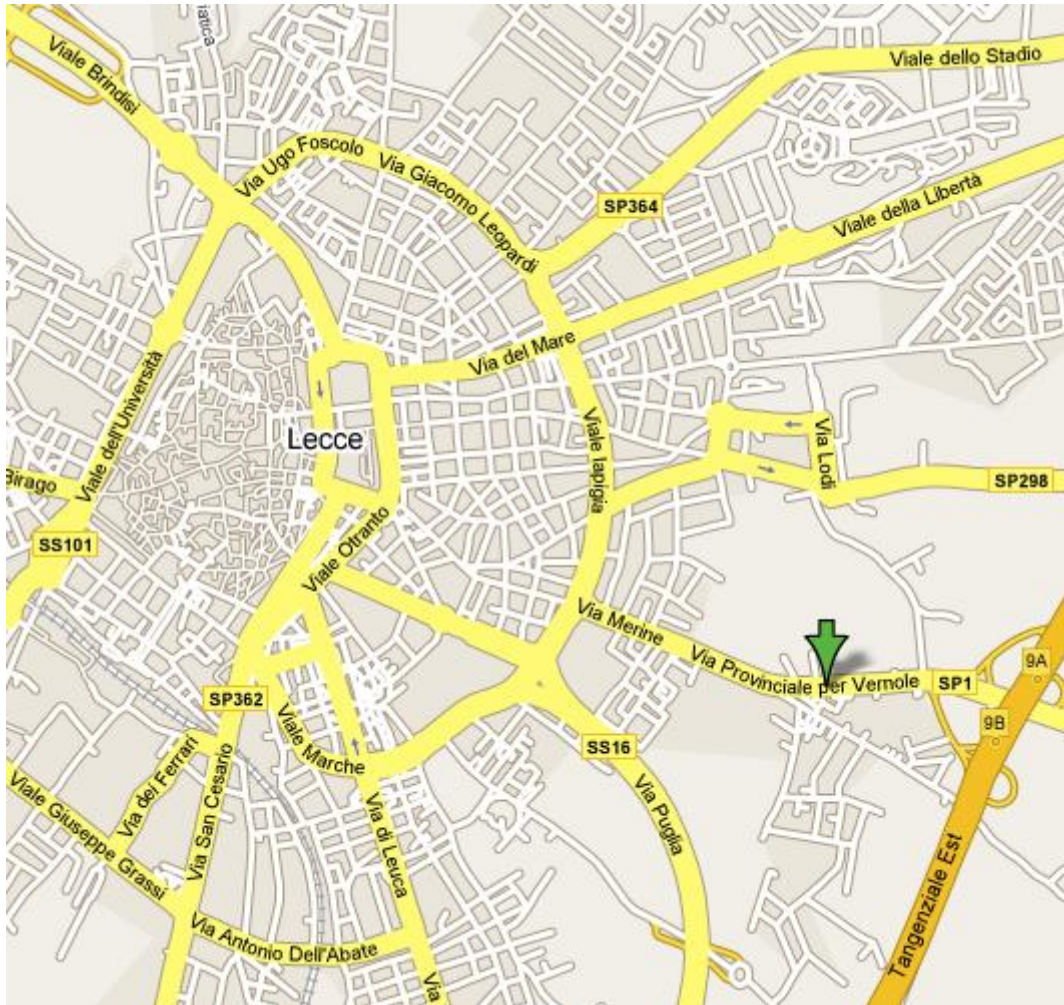 riatica
Viale Brindisi
Viale dello Stadio
Via Ugo Foscolo
Via Giacomo Leopardi
SP364
Viale della Libertà
Via del Mare
Viale dell'Università
Lecce
Viale Iapigia
Via Lodi
Birago
SP298
SS101
Viale Otranto
Via Merine
Via Provinciale per Vernole
SP1
9A
9B
SP362
Viale Marche
SS16
Via dei Ferrari
Via San Cesario
Via Puglia
Viale Giuseppe Grassi
Via di Leuca
Tangenziale Est
Via Antonio Dell'Abate
Via